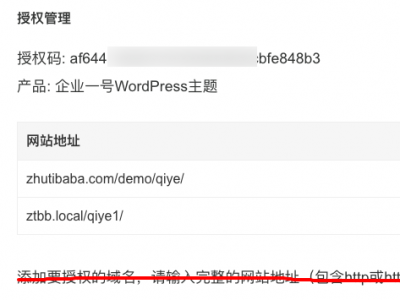 授权管理
授权码: af644 cbfe848b3
产品: 企业一号WordPress主题
网站地址
zhutibaba.com/demo/qiye/
ztbb.local/qiye1/
添加要授权的域名，请输入完整的网站地址（包含http或htt